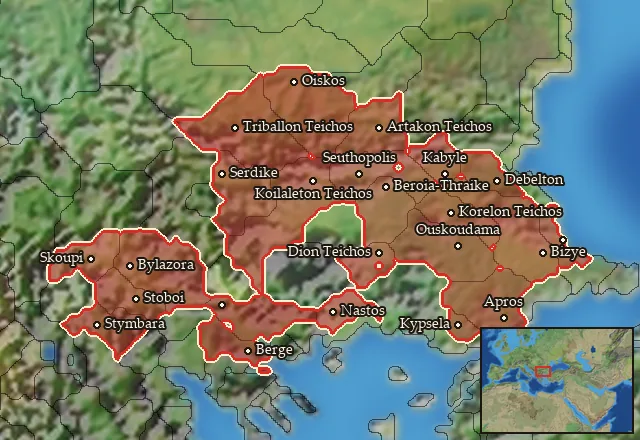 Oiskos
Triballon Teichos
Artakon Teichos
Seuthopolis
Kabyle
Serdike
Koilaleton Teichos
Beroia-Thraike
Debelton
Korelon Teichos
Ouskoudama
Dion Teichos
Bizye
Skoupi
Bylazora
Stoboi
Stymbara
Nastos
Apros
Kypsela
Berge